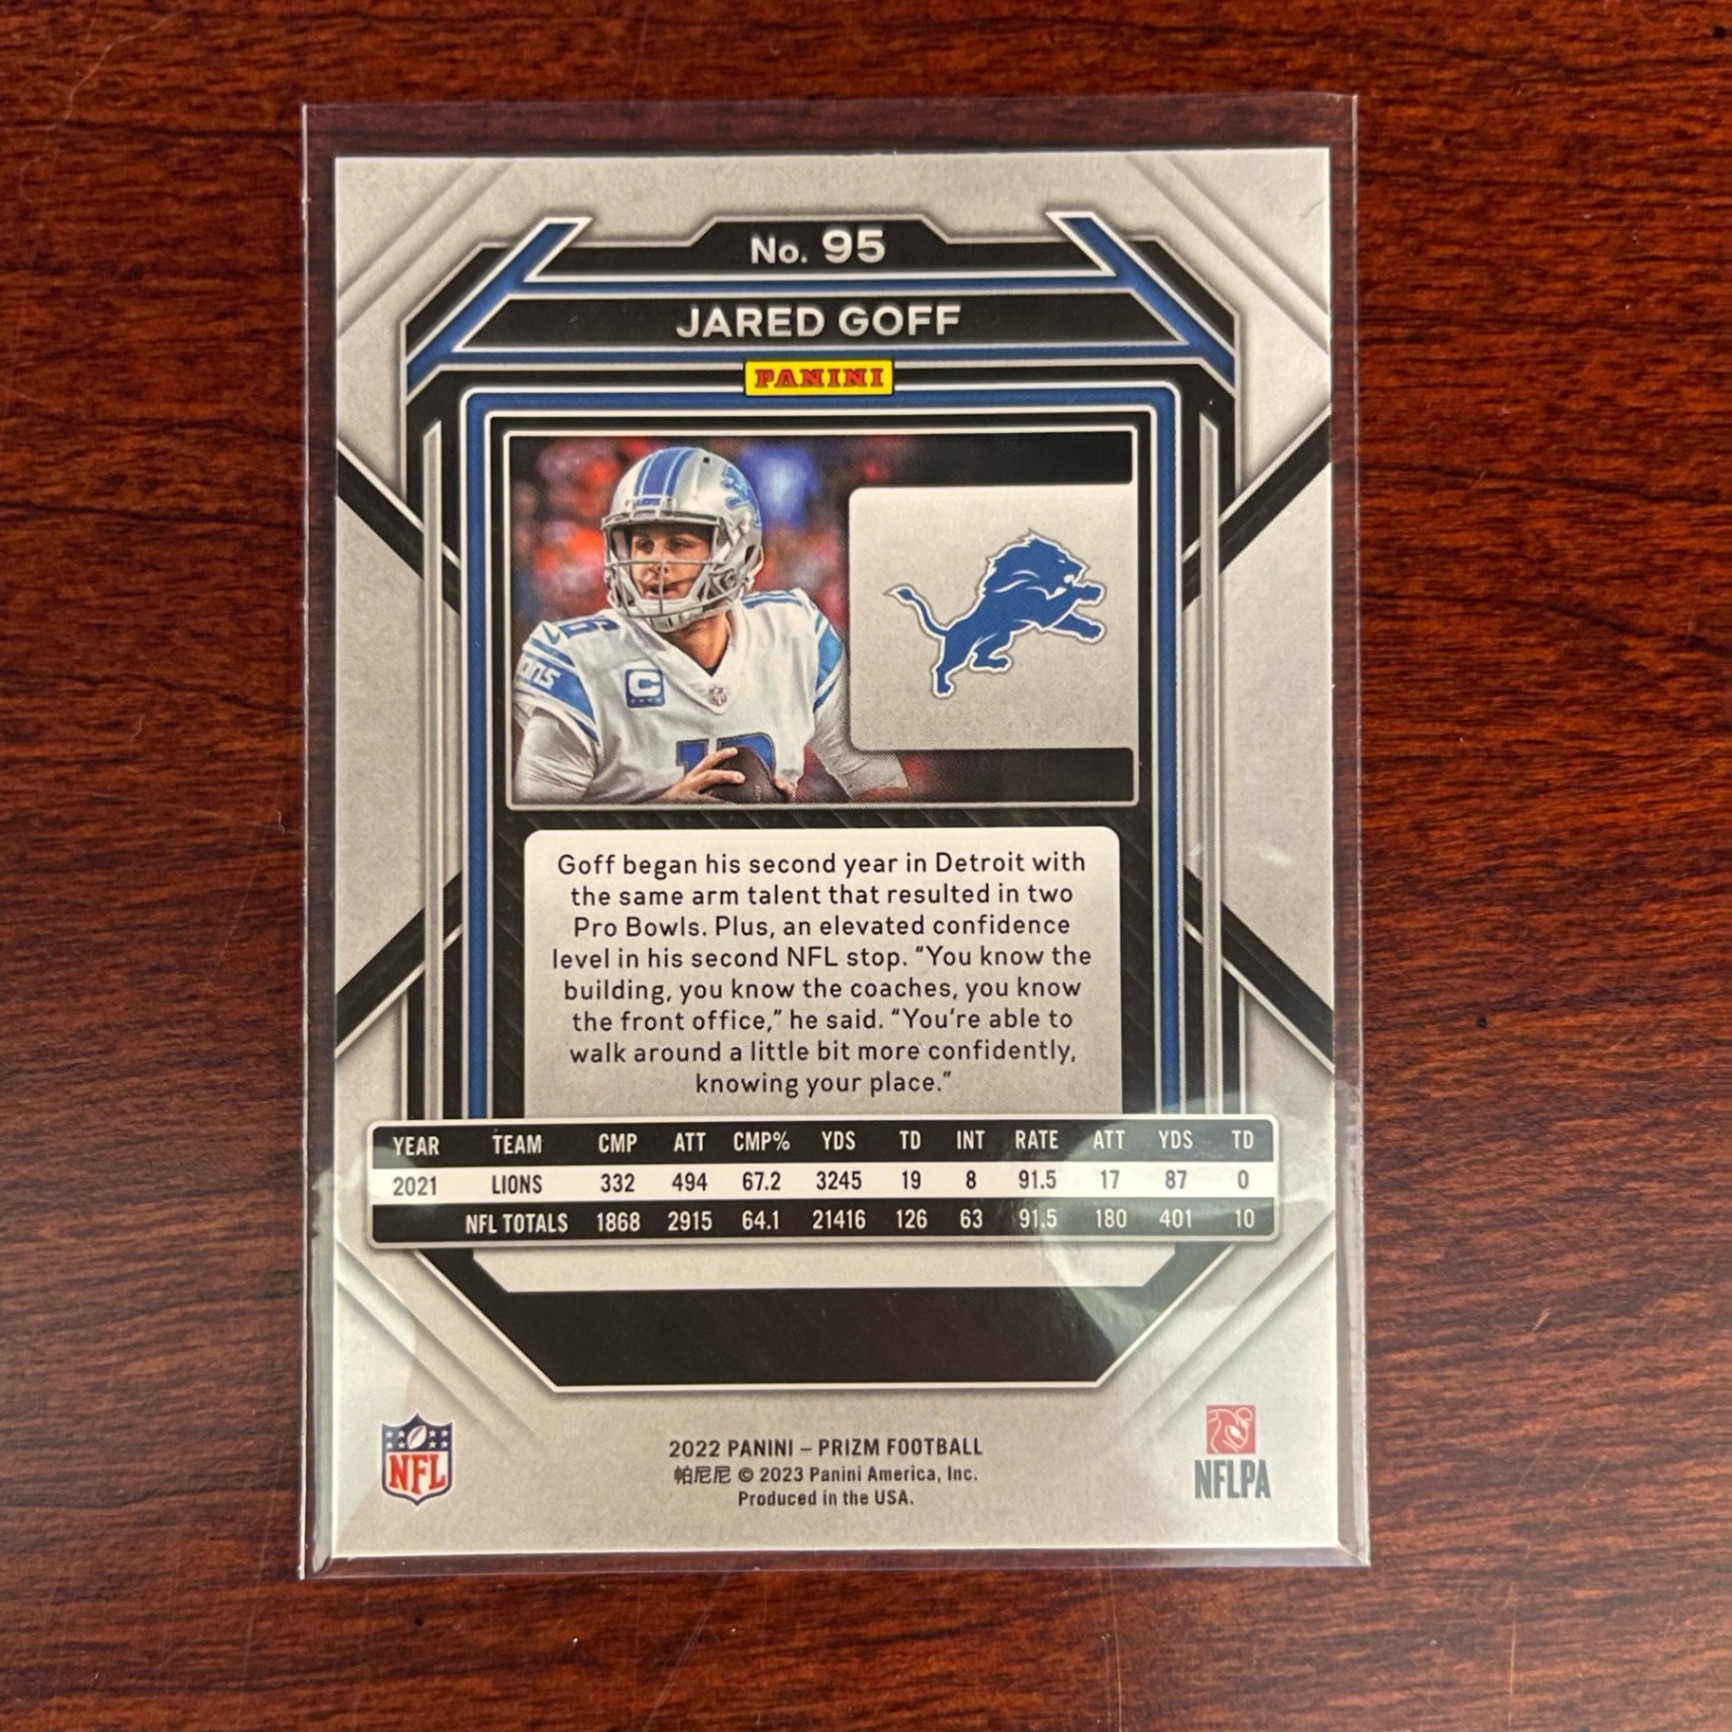 No. 95
JARED GOFF
PANINI
16
ONS
C
Goff began his second year in Detroit with
the same arm talent that resulted in two
Pro Bowls. Plus, an elevated confidence
level in his second NFL stop. “You know the
building, you know the coaches, you know
the front office,” he said. “You’re able to
walk around a little bit more confidently,
knowing your place.”
YEAR TEAM CMP ATT CMP% YDS TD INT RATE ATT YDS TD
2021 LIONS 332 494 67.2 3245 19 8 91.5 17 87 0
NFL TOTALS 1868 2915 64.1 21416 126 63 91.5 180 401 10
2022 PANINI – PRIZM FOOTBALL
帕尼尼 © 2023 Panini America, Inc.
Produced in the USA.
NFL
NFLPA